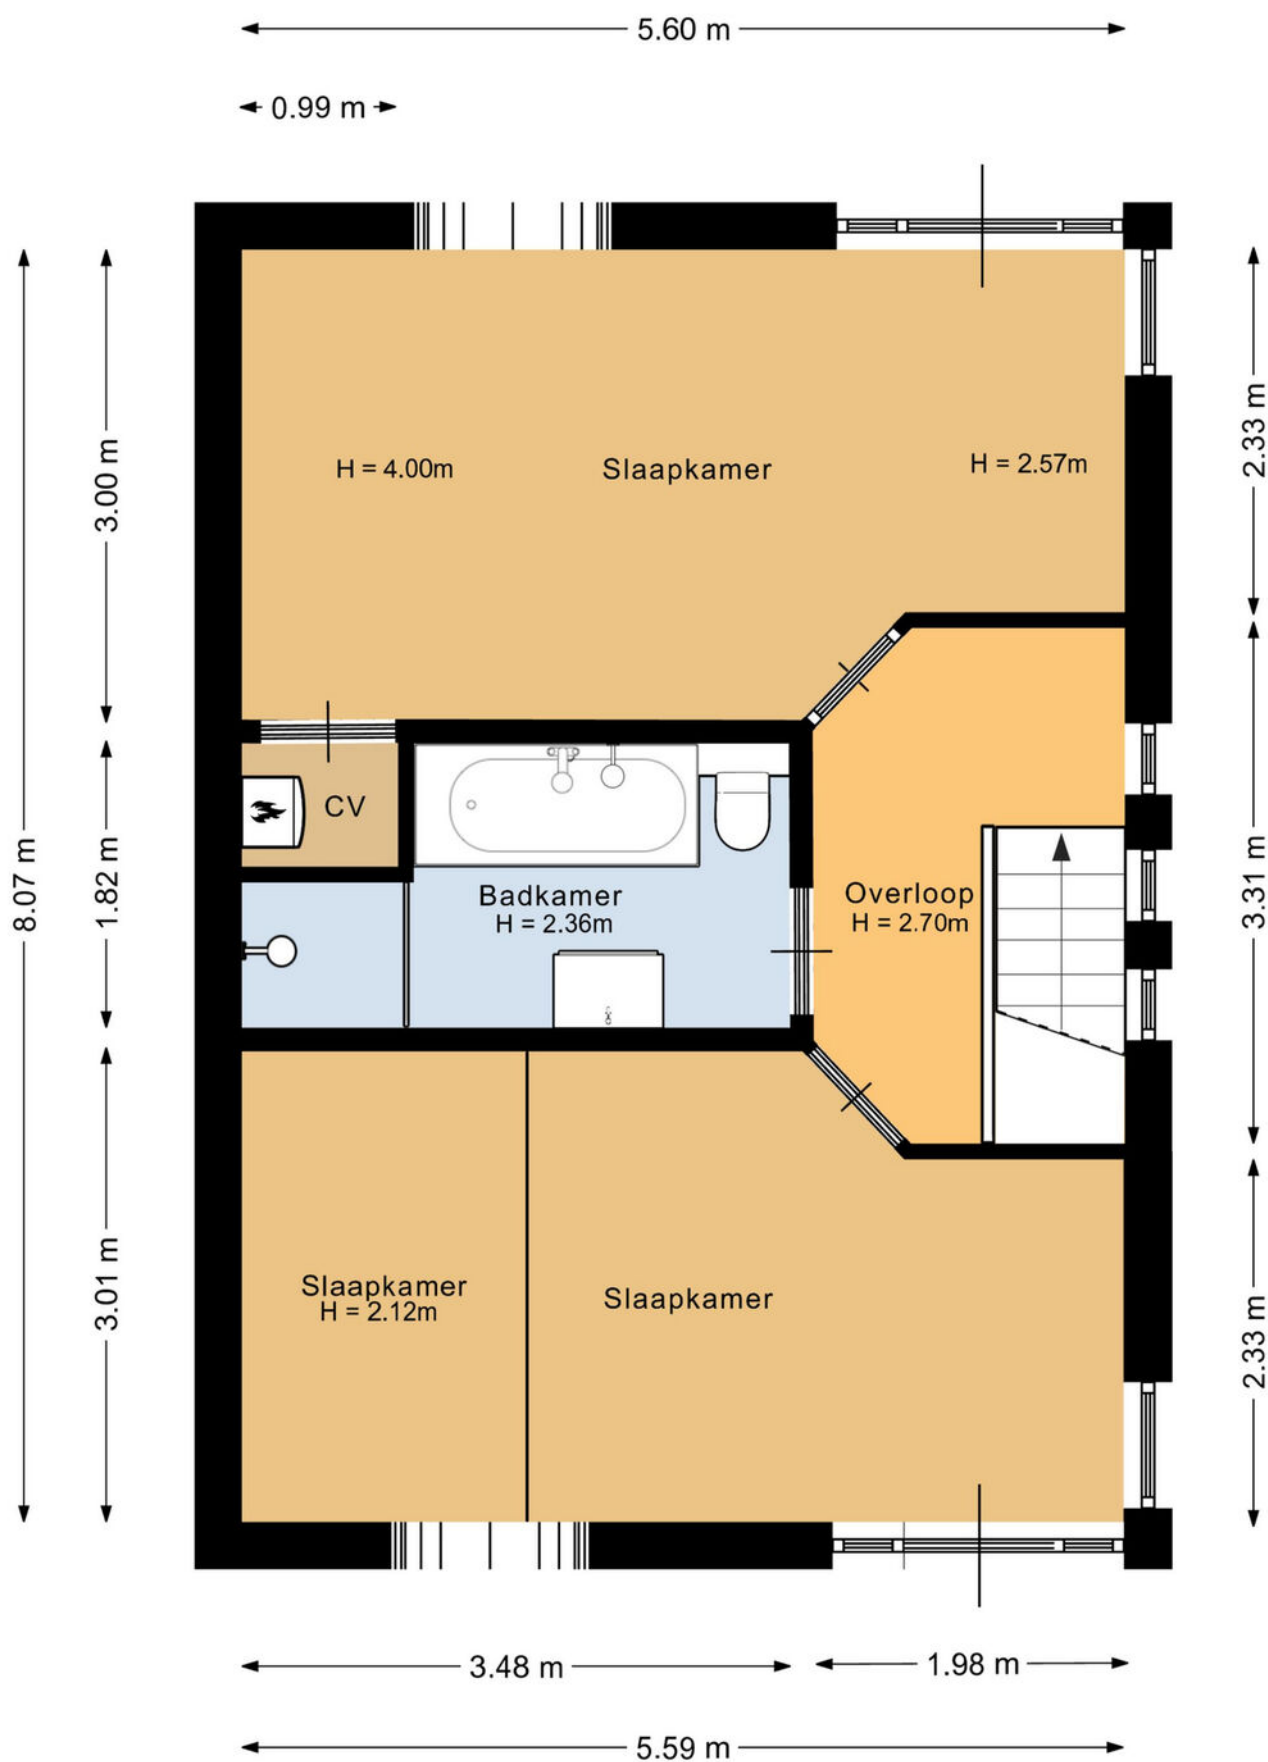 5.60 m
0.99 m
H = 4.00m
Slaapkamer
H = 2.57m
2.33 m
3.00 m
CV
8.07 m
1.82 m
Badkamer
H = 2.36m
Overloop
H = 2.70m
3.31 m
3.01 m
Slaapkamer
H = 2.12m
Slaapkamer
2.33 m
3.48 m
1.98 m
5.59 m